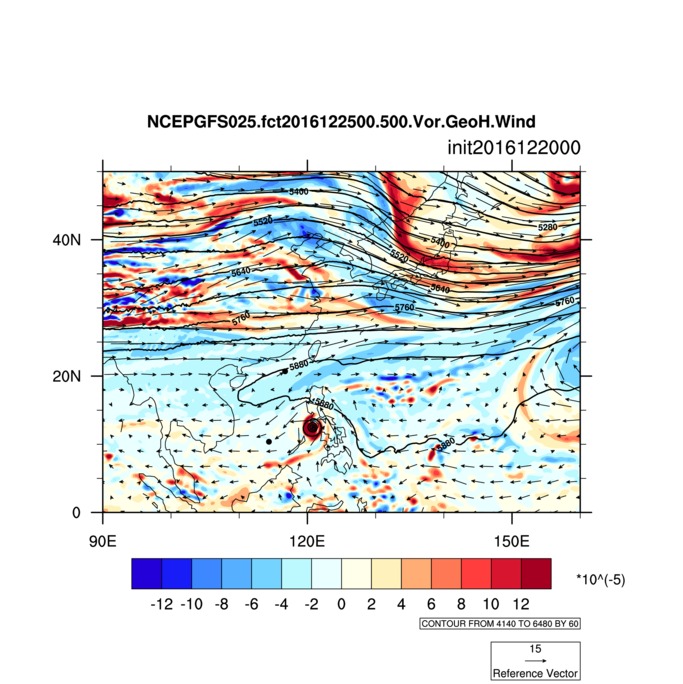 NCEPGFS025.fct2016122500.500.Vor.GeoH.Wind
init2016122000
5400
5280
5520
5400
40N
5520
5640
5640
5760
5760
5760
5880
20N
5880
5880
0
90E 120E 150E
-12 -10 -8 -6 -4 -2 0 2 4 6 8 10 12
*10^(-5)
CONTOUR FROM 4140 TO 6480 BY 60
15
Reference Vector